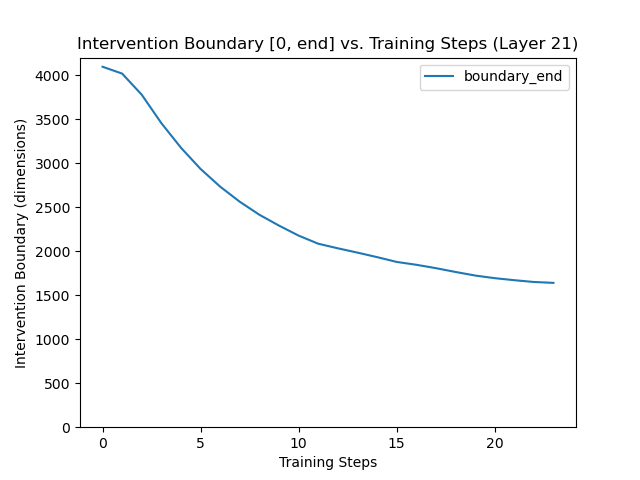 Intervention Boundary [0, end] vs. Training Steps (Layer 21)
boundary_end
Intervention Boundary (dimensions)
4000
3500
3000
2500
2000
1500
1000
500
0
0 5 10 15 20
Training Steps